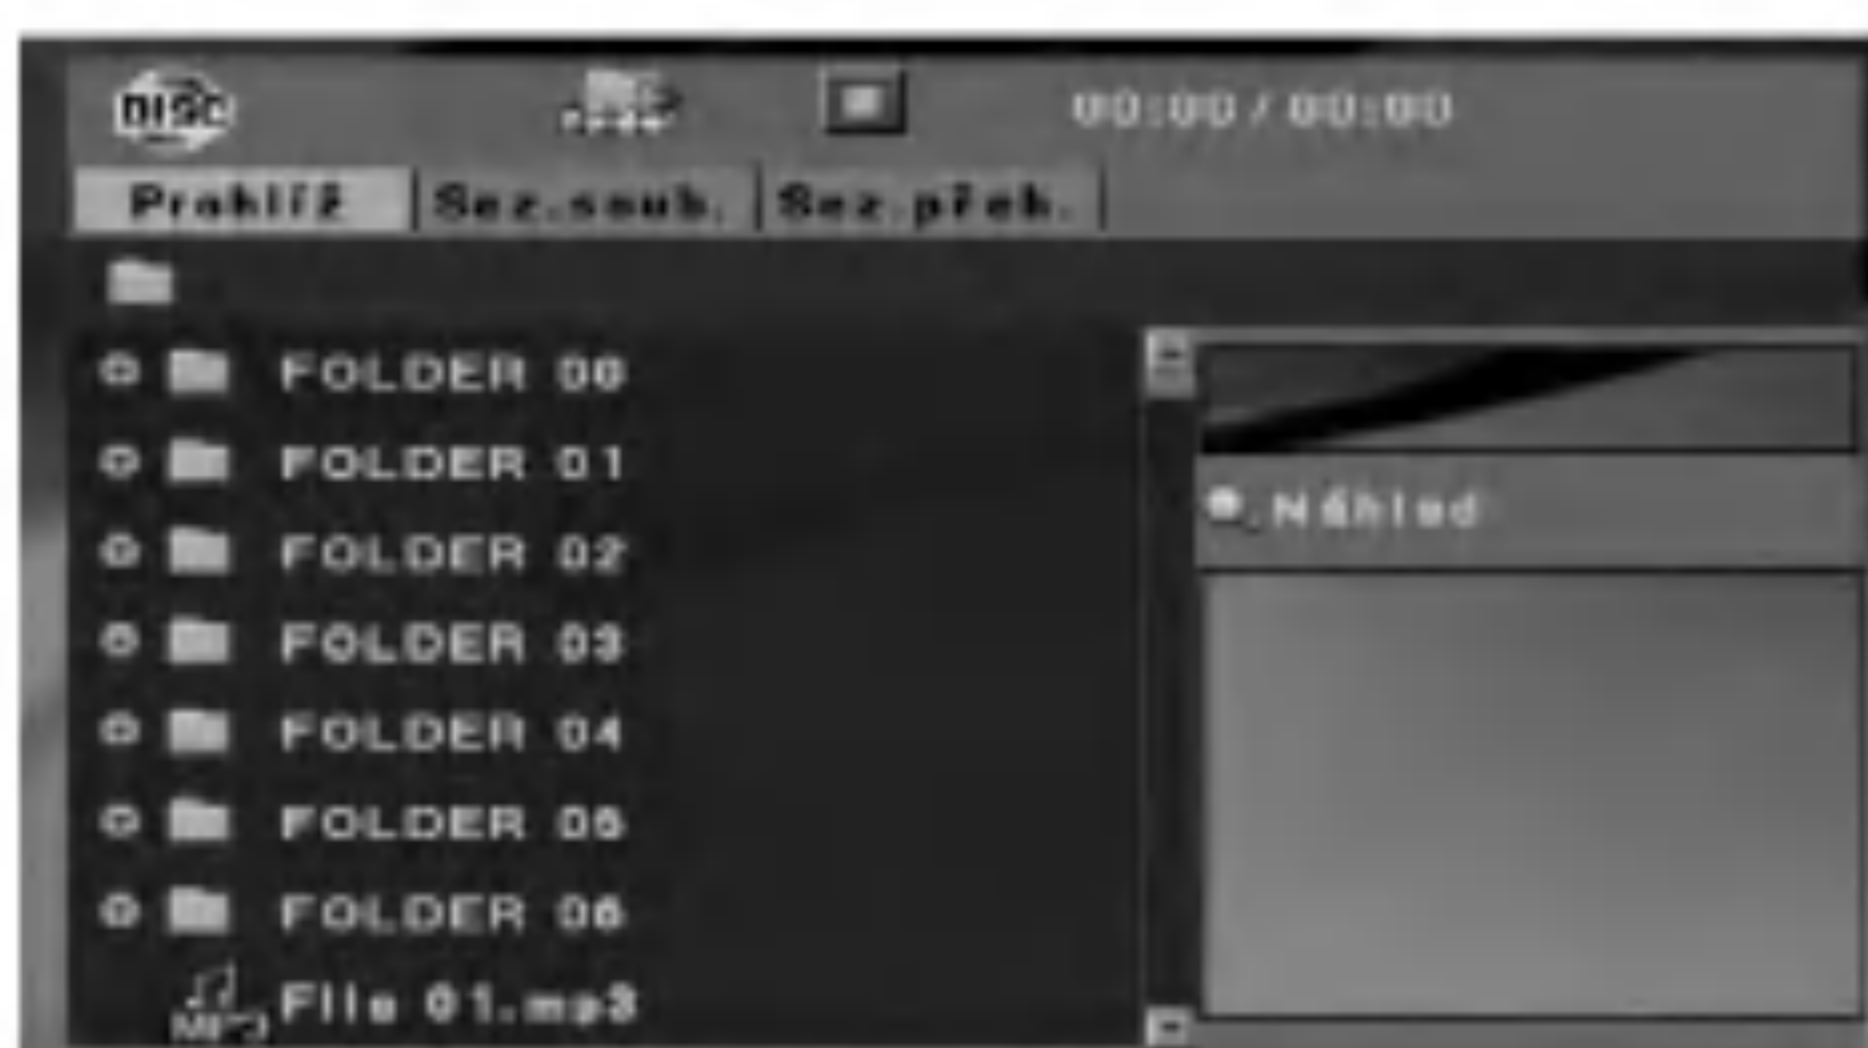 DISC
00:00 / 00:00
Prohlíž
Sez.soub.
Sez.přeh.
FOLDER 00
FOLDER 01
FOLDER 02
FOLDER 03
Náhled
FOLDER 04
FOLDER 05
FOLDER 06
MP3
File 01.mp3